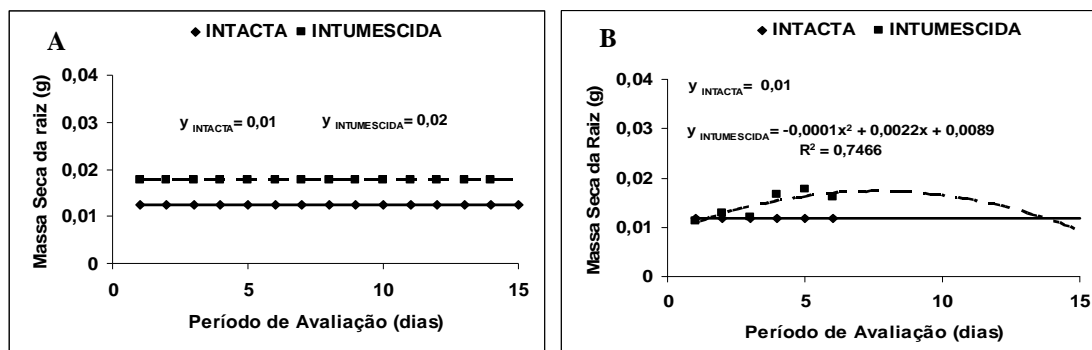 A
INTACTA INTUMESCIDA
Massa Seca da raiz (g)
0,04
0,03
0,02
0,01
0
y INTACTA = 0,01 y INTUMESCIDA = 0,02
0 5 10 15
Período de Avaliação (dias)
B
INTACTA INTUMESCIDA
Massa Seca da Raiz (g)
0,04
0,03
0,02
0,01
0
y INTACTA= 0,01
y INTUMESCIDA= -0,0001x² + 0,0022x + 0,0089
R² = 0,7466
0 5 10 15
Período de Avaliação (dias)